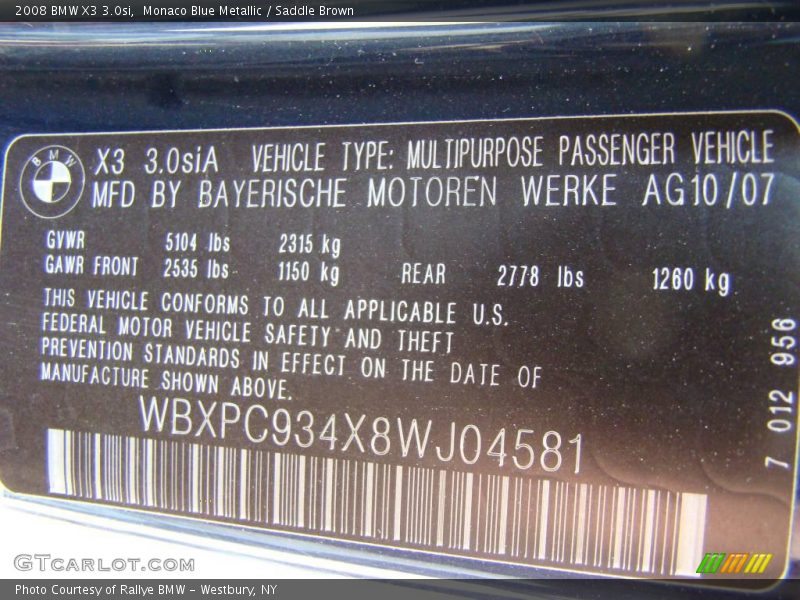 2008 BMW X3 3.0si, Monaco Blue Metallic / Saddle Brown
BMW
X3 3.0siA VEHICLE TYPE: MULTIPURPOSE PASSENGER VEHICLE
MFD BY BAYERISCHE MOTOREN WERKE AG 10/07
GVWR 5104 lbs 2315 kg
GAWR FRONT 2535 lbs 1150 kg REAR 2778 lbs 1260 kg
THIS VEHICLE CONFORMS TO ALL APPLICABLE U.S.
FEDERAL MOTOR VEHICLE SAFETY AND THEFT
PREVENTION STANDARDS IN EFFECT ON THE DATE OF
MANUFACTURE SHOWN ABOVE.
WBXPC934X8WJ04581
7 012 956
GTCARLOT.COM
Photo Courtesy of Rallye BMW - Westbury, NY